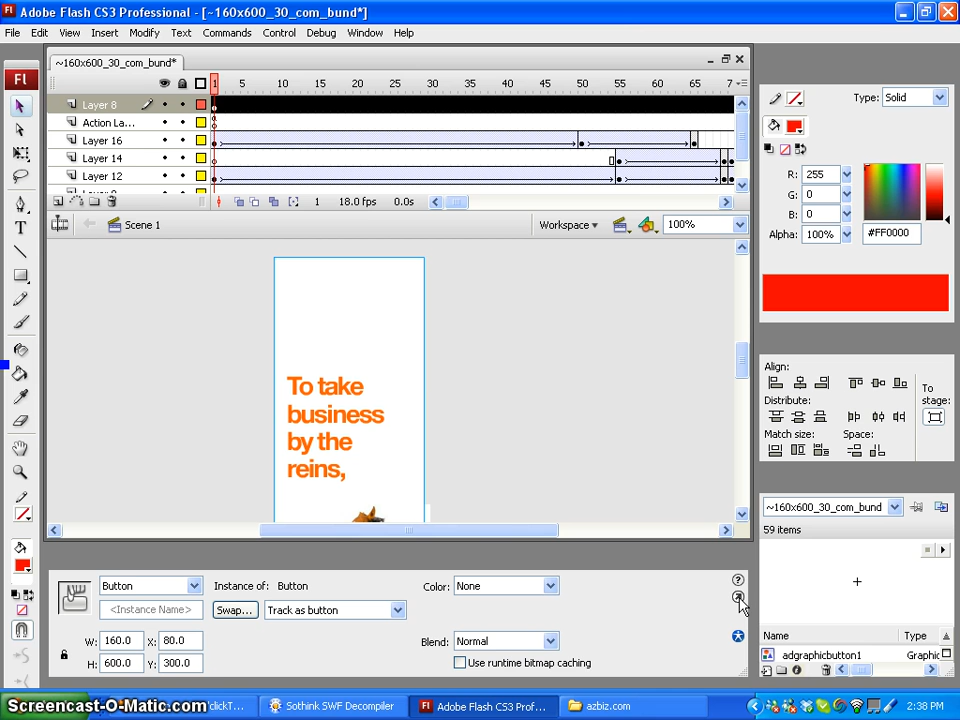 Adobe Flash CS3 Professional - [~160x600_30_com_bund*]
File Edit View Insert Modify Text Commands Control Debug Window Help
~160x600_30_com_bund*
1 5 10 15 20 25 30 35 40 45 50 55 60 65 7
Layer 8
Action La...
Layer 16
Layer 14
Layer 12
1 18.0 fps 0.0s
Scene 1 Workspace 100%
To take
business
by the
reins,
Fl
Type: Solid
R: 255
G: 0
B: 0
Alpha: 100% #FF0000
Align:
To
stage:
Distribute:
Match size: Space:
~160x600_30_com_bund
59 items
Name Type
adgraphicbutton1 Graphic
Button Instance of: Button Color: None
<Instance Name> Swap... Track as button
W: 160.0 X: 80.0 Blend: Normal
H: 600.0 Y: 300.0 Use runtime bitmap caching
Screencast-O-Matic.com 'clickT... Sothink SWF Decompiler Adobe Flash CS3 Prof... azbiz.com 2:38 PM